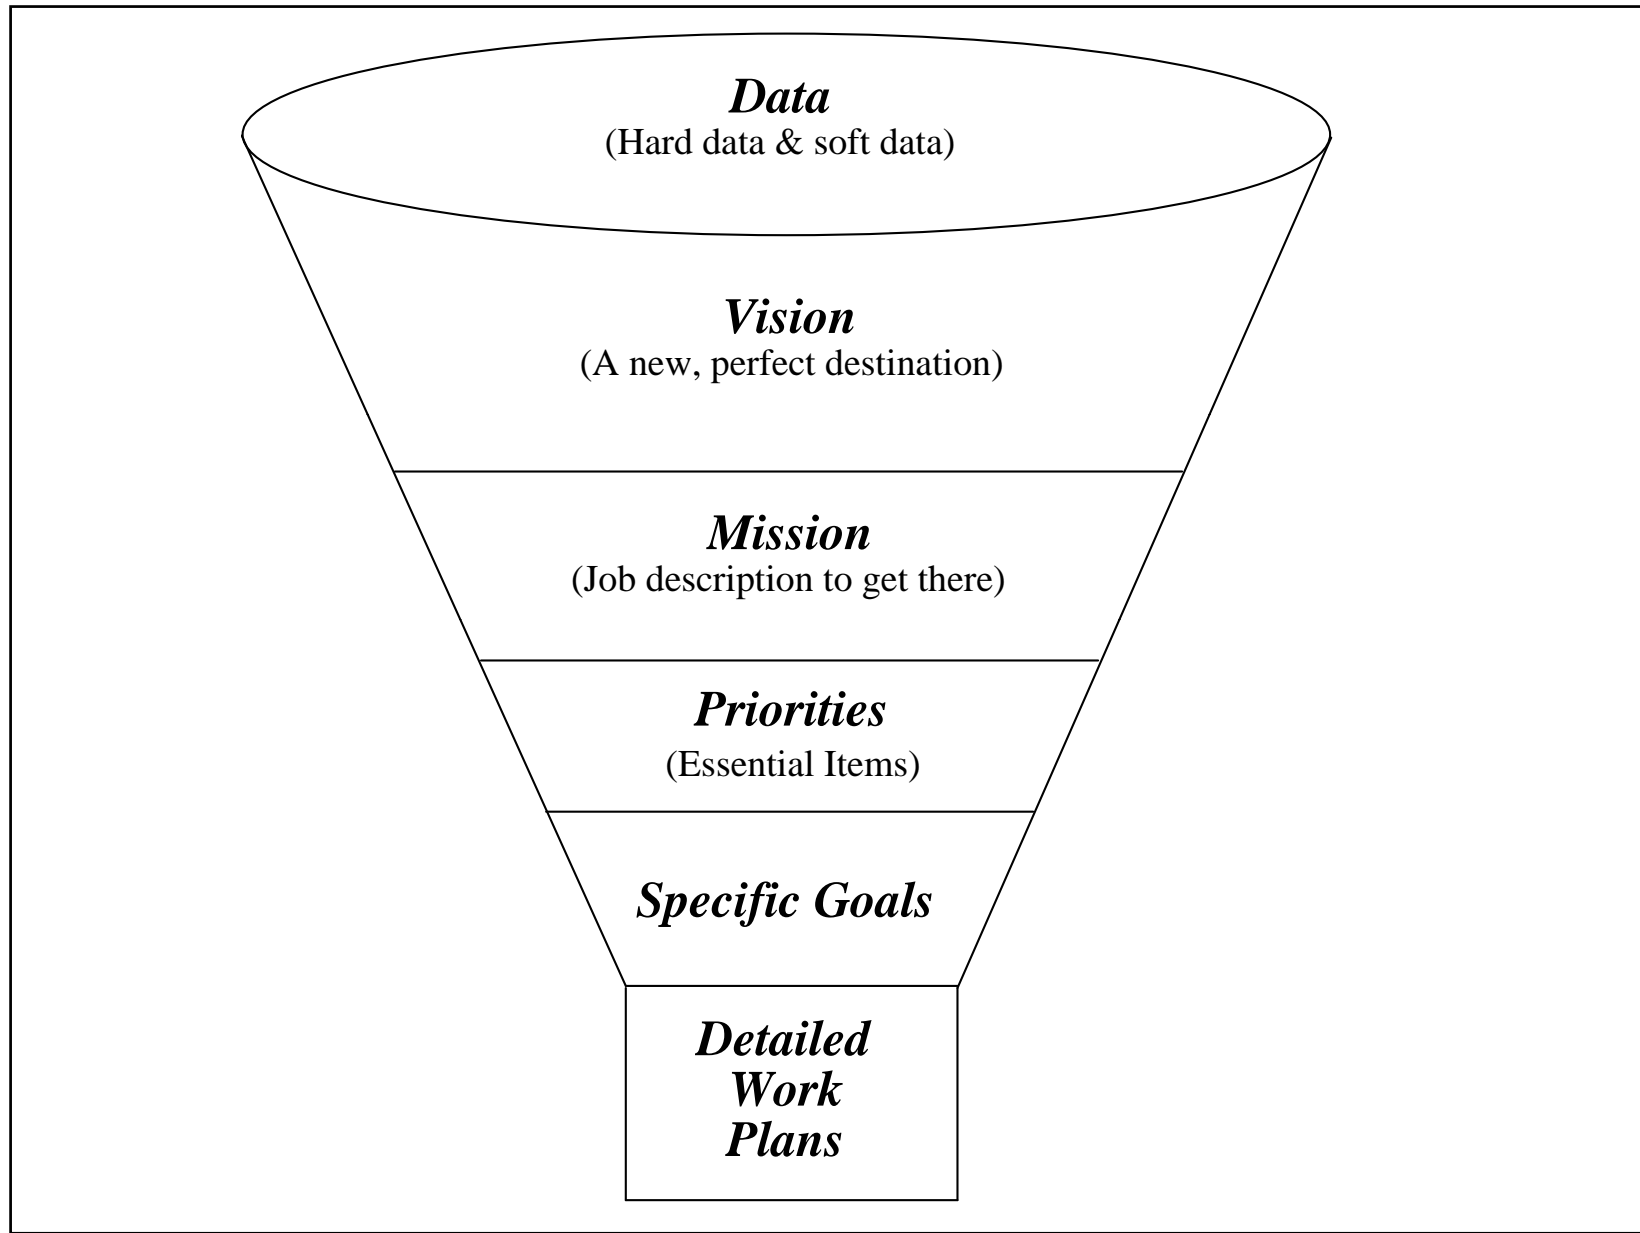 Data
(Hard data & soft data)
Vision
(A new, perfect destination)
Mission
(Job description to get there)
Priorities
(Essential Items)
Specific Goals
Detailed
Work
Plans